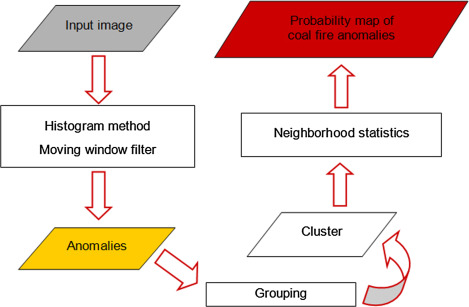 Input image
Histogram method
Moving window filter
Anomalies
Grouping
Cluster
Neighborhood statistics
Probability map of
coal fire anomalies